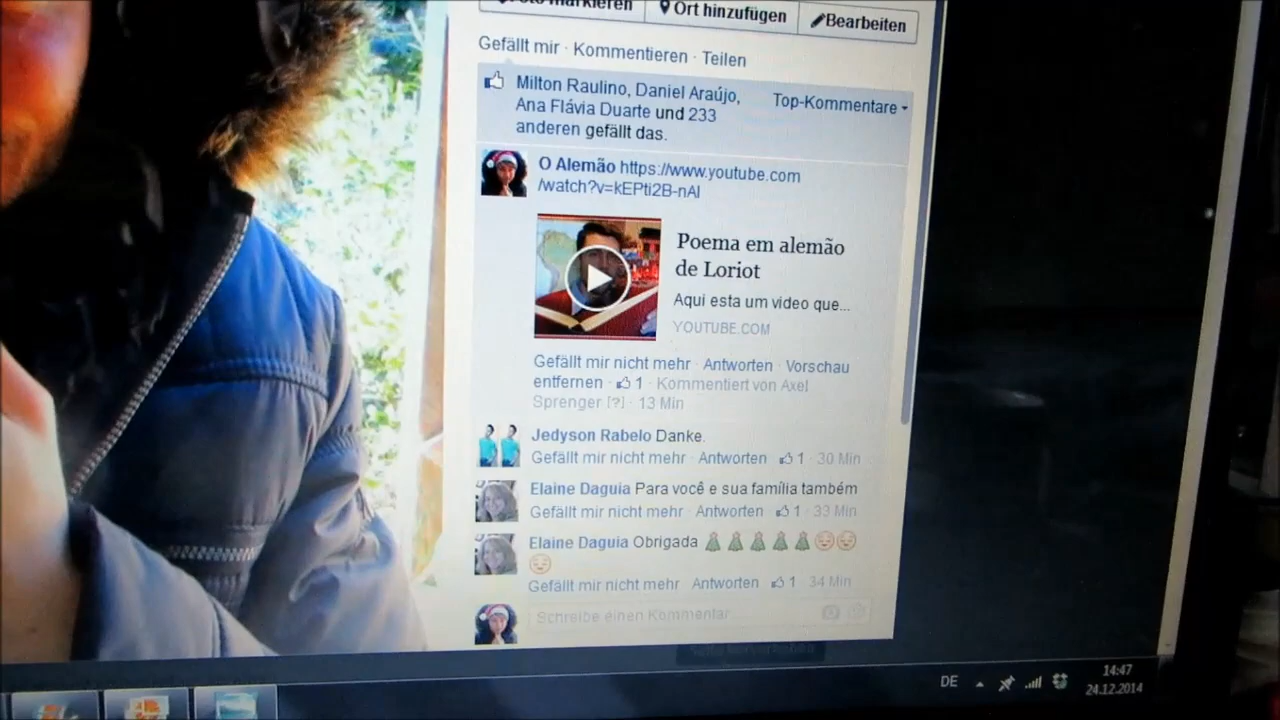 markieren
Ort hinzufügen
Bearbeiten
Gefällt mir · Kommentieren · Teilen
Milton Raulino, Daniel Araújo,
Ana Flávia Duarte und 233
anderen gefällt das.
Top-Kommentare
O Alemão https://www.youtube.com
/watch?v=kEPti2B-nAI
Poema em alemão
de Loriot
Aqui esta um video que...
YOUTUBE.COM
Gefällt mir nicht mehr · Antworten · Vorschau
entfernen · 1 · Kommentiert von Axel
Sprenger [?] · 13 Min
Jedyson Rabelo Danke.
Gefällt mir nicht mehr · Antworten 1 · 30 Min
Elaine Daguia Para você e sua família também
Gefällt mir nicht mehr · Antworten · 1 · 33 Min
Elaine Daguia Obrigada
Gefällt mir nicht mehr Antworten 1 34 Min
Schreibe einen Kommentar
DE
14:47
24.12.2014